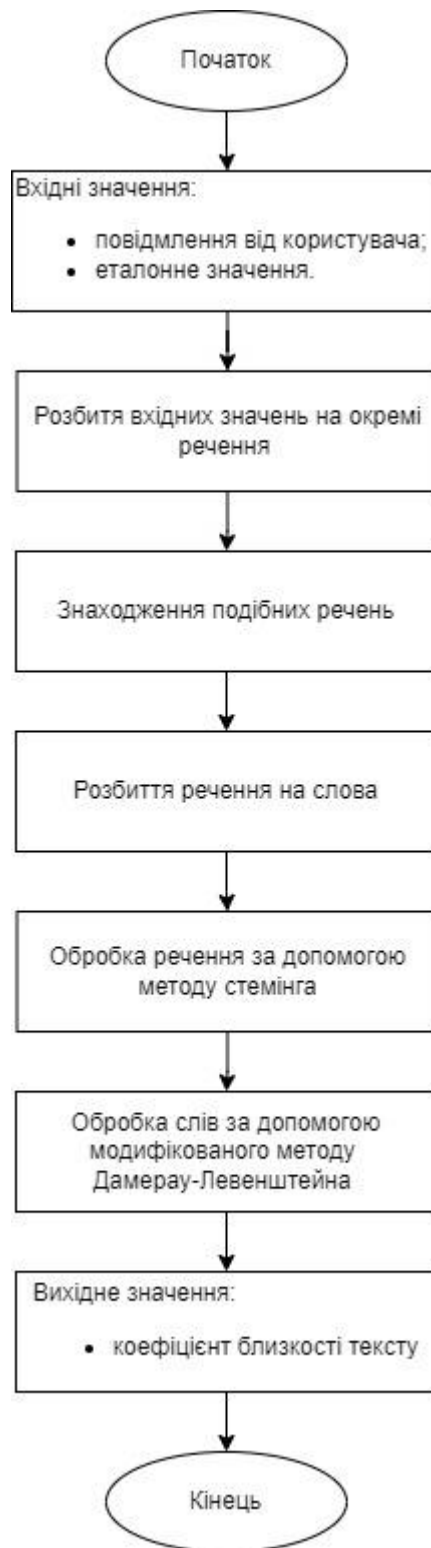 Початок
Вхідні значення:
• повідмлення від користувача;
• еталонне значення.
Розбитя вхідних значень на окремі
речення
Знаходження подібних речень
Розбиття речення на слова
Обробка речення за допомогою
методу стемінга
Обробка слів за допомогою
модифікованого методу
Дамерау-Левенштейна
Вихідне значення:
• коефіцієнт близкості тексту
Кінець